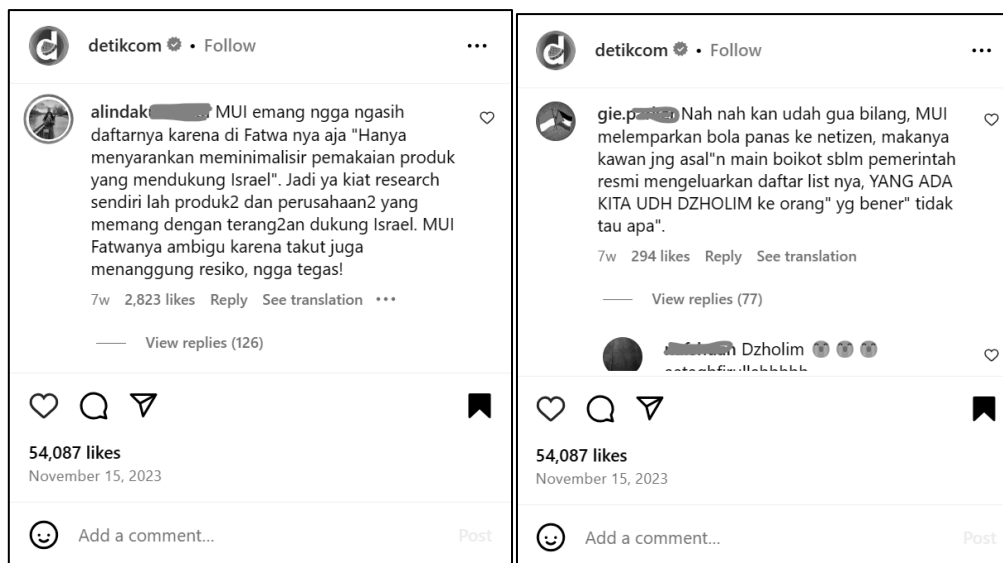 detikcom • Follow
alindak MUI emang ngga ngasih
daftarnya karena di Fatwa nya aja "Hanya
menyarankan meminimalisir pemakaian produk
yang mendukung Israel". Jadi ya kiat research
sendiri lah produk2 dan perusahaan2 yang
memang dengan terang2an dukung Israel. MUI
Fatwanya ambigu karena takut juga
menanggung resiko, ngga tegas!
7w 2,823 likes Reply See translation
View replies (126)
54,087 likes
November 15, 2023
Add a comment...
Post
detikcom • Follow
gie.p Nah nah kan udah gua bilang, MUI
melemparkan bola panas ke netizen, makanya
kawan jng asal"n main boikot sblm pemerintah
resmi mengeluarkan daftar list nya, YANG ADA
KITA UDH DZHOLIM ke orang" yg bener" tidak
tau apa".
7w 294 likes Reply See translation
View replies (77)
Dzholim
54,087 likes
November 15, 2023
Add a comment...
Post